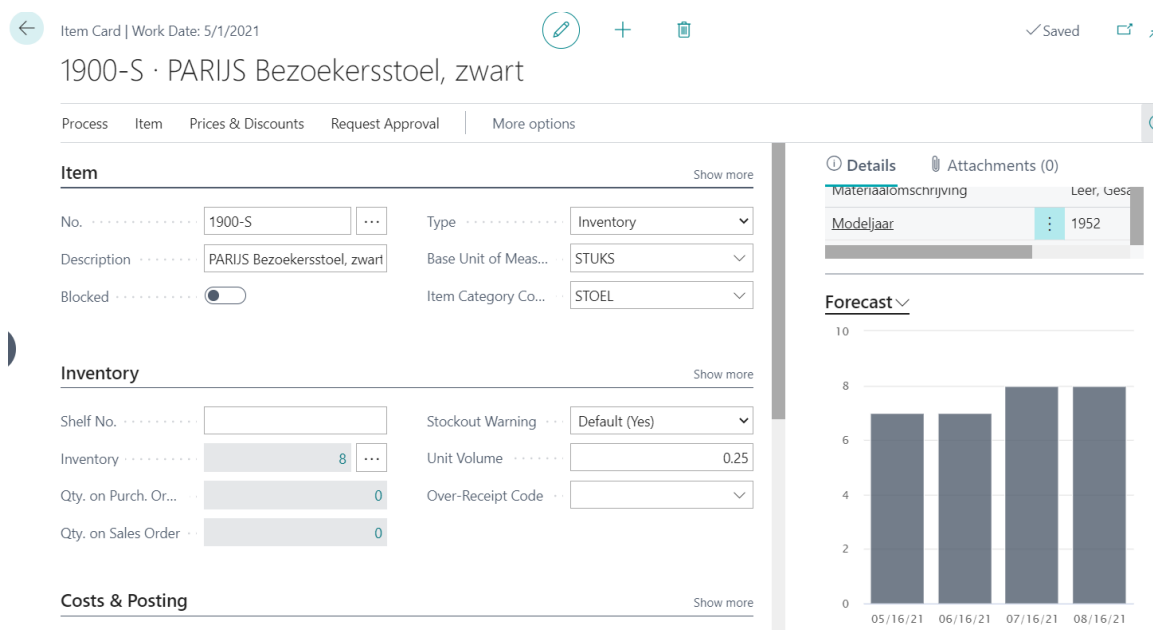 Item Card | Work Date: 5/1/2021
Saved
1900-S · PARIJS Bezoekersstoel, zwart
Process Item Prices & Discounts Request Approval More options
Item
Show more
No. 1900-S
Description PARIJS Bezoekersstoel, zwart
Blocked
Type Inventory
Base Unit of Meas... STUKS
Item Category Co... STOEL
Inventory
Show more
Shelf No.
Inventory 8
Qty. on Purch. Or... 0
Qty. on Sales Order 0
Stockout Warning Default (Yes)
Unit Volume 0.25
Over-Receipt Code
Costs & Posting
Show more
Details Attachments (0)
Materiaalomschrijving Leer, Gesa
Modeljaar 1952
Forecast
10
8
6
4
2
0
05/16/21 06/16/21 07/16/21 08/16/21